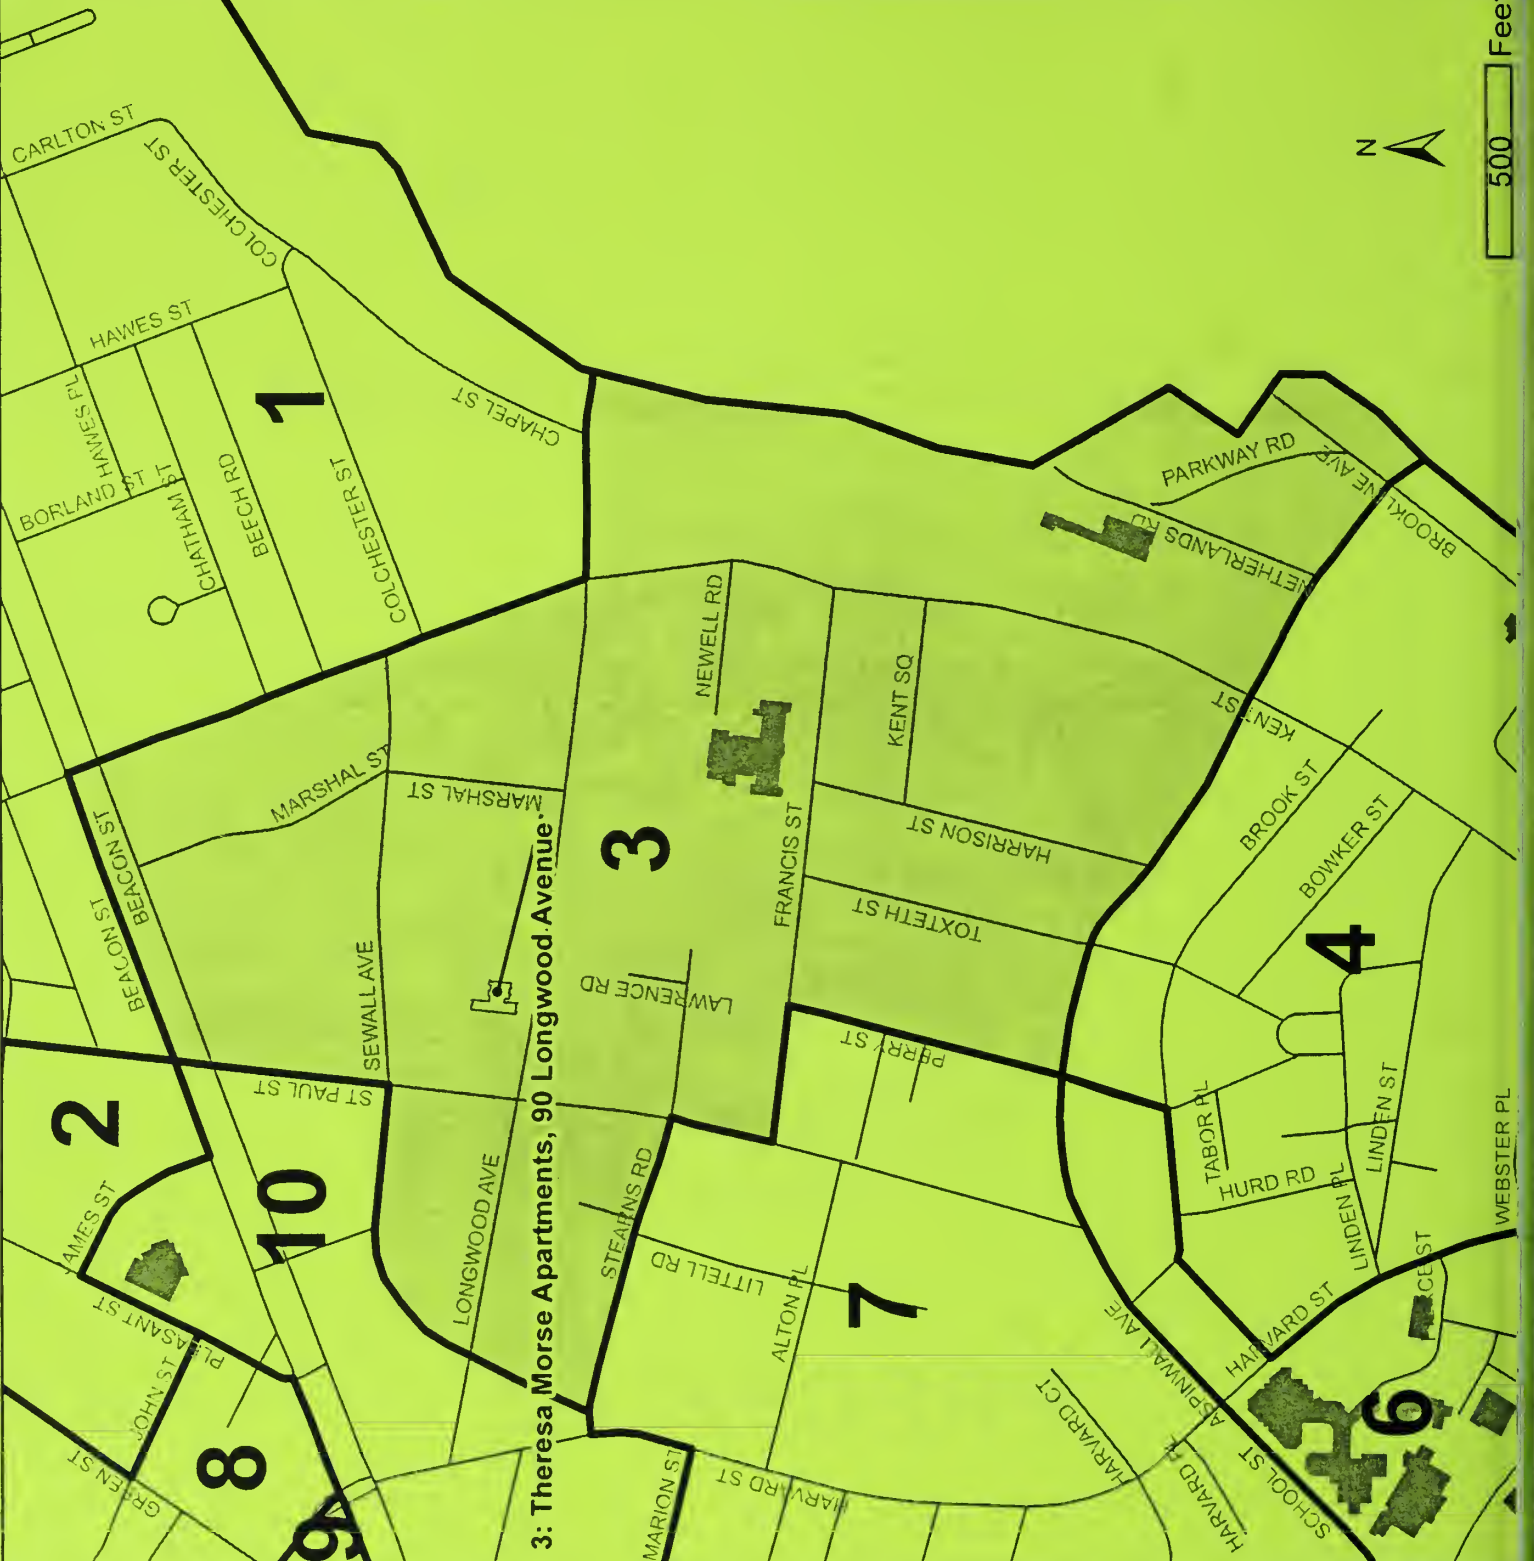 CARLTON ST
COLCHESTER ST
HAWES ST
HAWES PL
BORLAND ST
CHATHAM ST
BEECH RD
COLCHESTER ST
CHAPEL ST
1
N
500 Feet
PARKWAY RD
BROOKLINE AVE
NETHERLANDS RD
NEWELL RD
KENT SQ
KENT ST
MARSHAL ST
MARSHAL ST
BEACON ST
BEACON ST
SEWALL AVE
3
FRANCIS ST
HARRISON ST
TOXTETH ST
LAWRENCE RD
3: Theresa Morse Apartments, 90 Longwood Avenue
BROOK ST
BOWKER ST
4
PERRY ST
ST PAUL ST
2
10
JAMES ST
PLEASANT ST
JOHN ST
GREEN ST
8
9
LONGWOOD AVE
STEARNS RD
LITTELL RD
ALTON PL
7
MARION ST
HARVARD ST
HARVARD CT
HARVARD PL
ASPINWALL AVE
SCHOOL ST
HARVARD ST
TABOR PL
HURD RD
LINDEN PL
LINDEN ST
WEBSTER PL
PIERCE ST
6